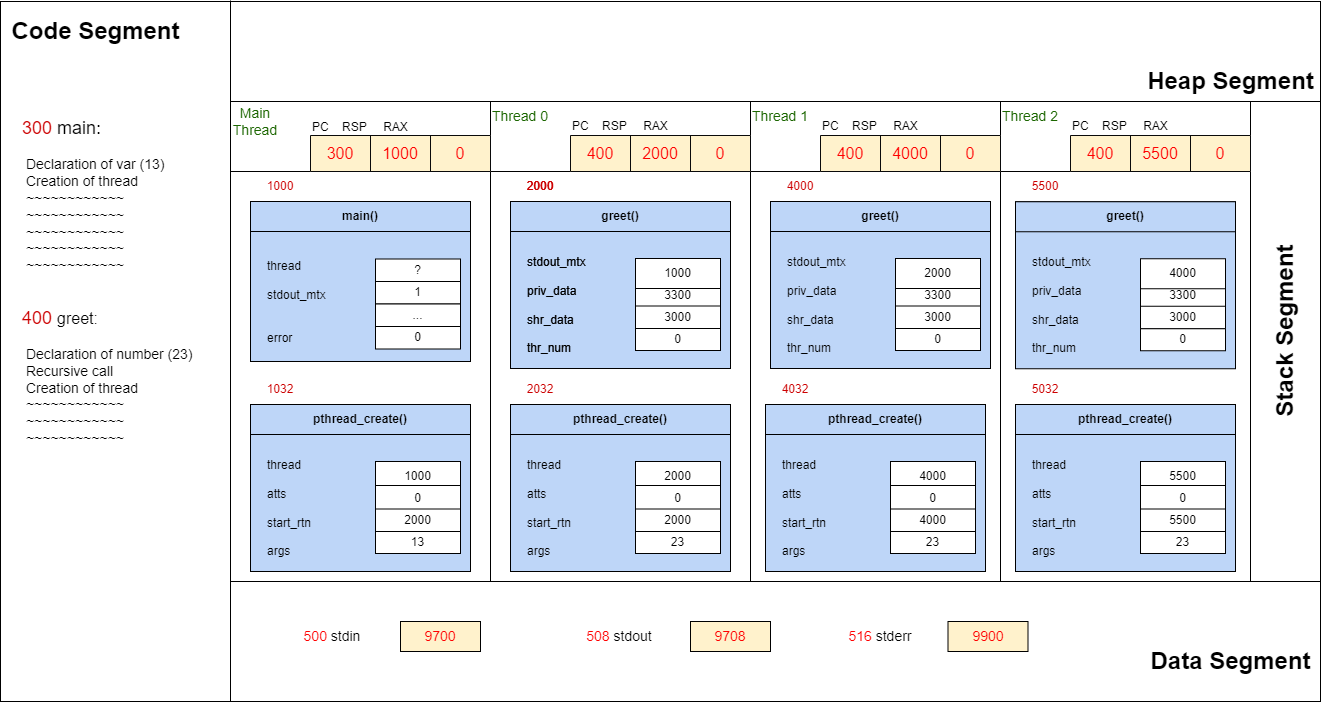 Code Segment
300 main:
Declaration of var (13)
Creation of thread
~~~~~~~~~~~~
~~~~~~~~~~~~
~~~~~~~~~~~~
~~~~~~~~~~~~
~~~~~~~~~~~~
400 greet:
Declaration of number (23)
Recursive call
Creation of thread
~~~~~~~~~~~~
~~~~~~~~~~~~
~~~~~~~~~~~~
Heap Segment
Main
Thread
PC RSP RAX
300 1000 0
1000
main()
thread ?
stdout_mtx 1
...
error 0
1032
pthread_create()
thread 1000
atts 0
start_rtn 2000
args 13
Thread 0
PC RSP RAX
400 2000 0
2000
greet()
stdout_mtx 1000
priv_data 3300
shr_data 3000
thr_num 0
2032
pthread_create()
thread 2000
atts 0
start_rtn 2000
args 23
Thread 1
PC RSP RAX
400 4000 0
4000
greet()
stdout_mtx 2000
priv_data 3300
shr_data 3000
thr_num 0
4032
pthread_create()
thread 4000
atts 0
start_rtn 4000
args 23
Thread 2
PC RSP RAX
400 5500 0
5500
greet()
stdout_mtx 4000
priv_data 3300
shr_data 3000
thr_num 0
5032
pthread_create()
thread 5500
atts 0
start_rtn 5500
args 23
Stack Segment
500 stdin 9700
508 stdout 9708
516 stderr 9900
Data Segment